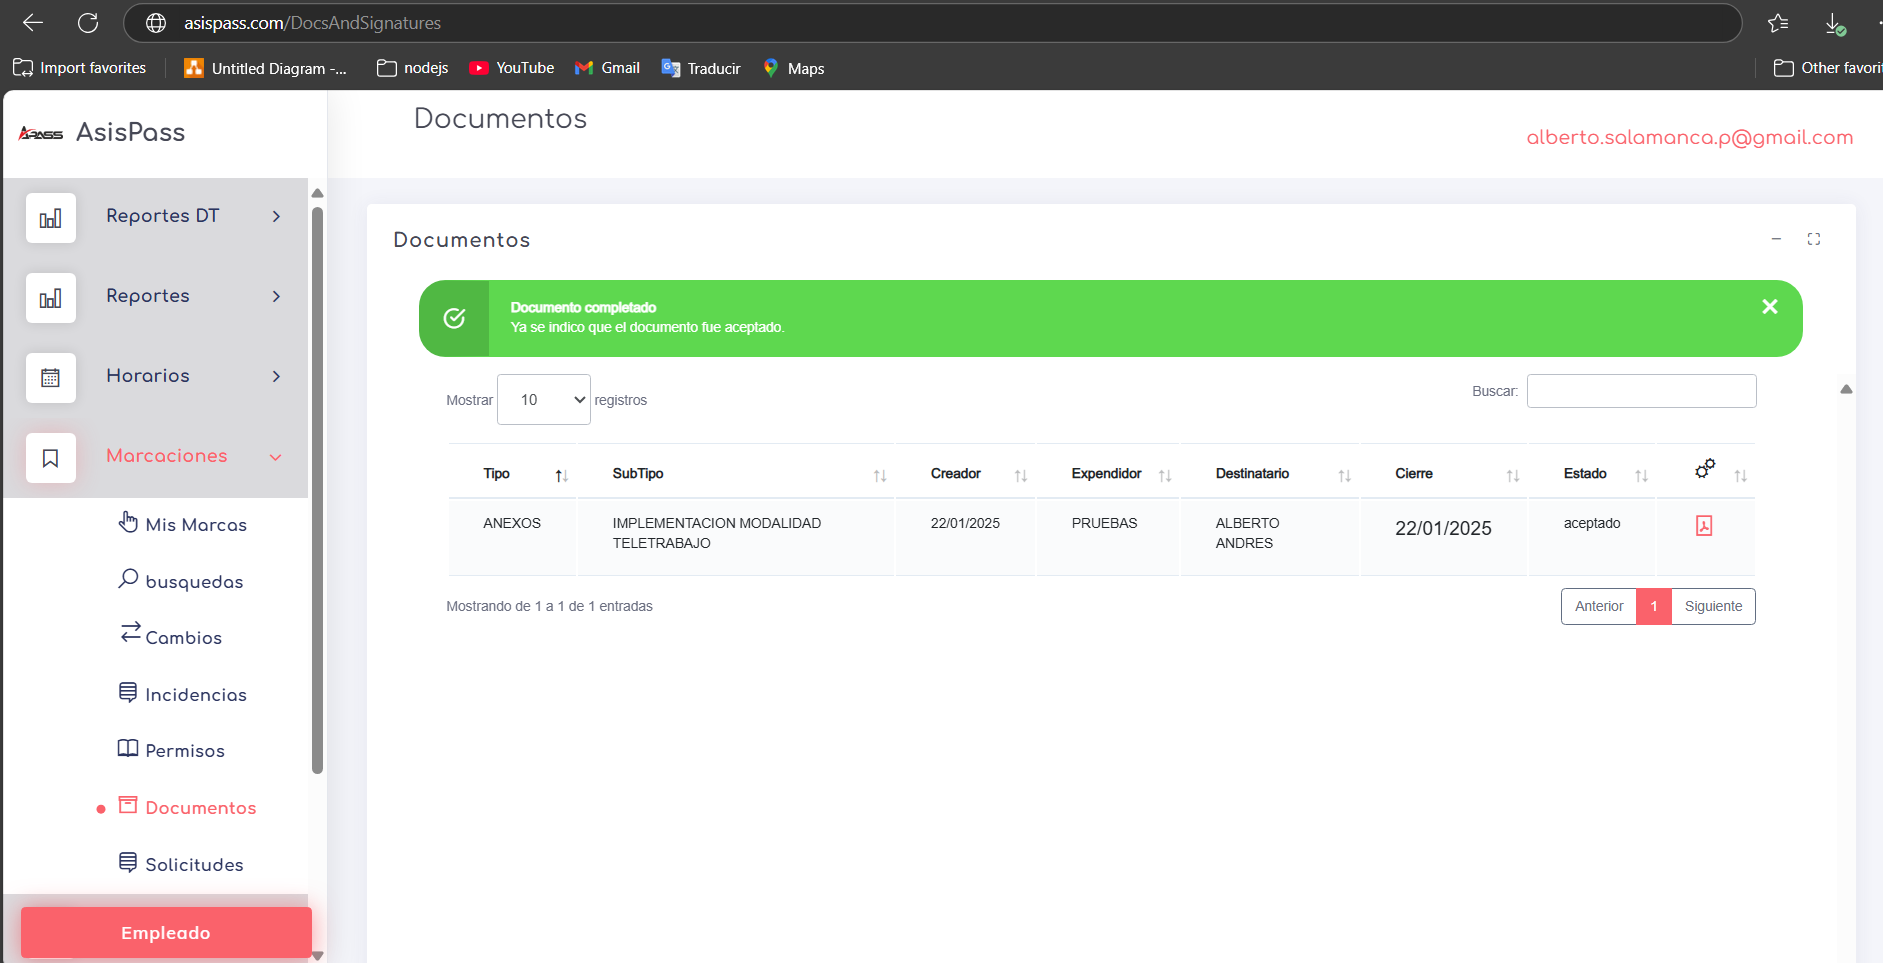 asispass.com/DocsAndSignatures
Import favorites
Untitled Diagram -...
nodejs
YouTube
Gmail
Traducir
Maps
Other favori
APASS AsisPass
Documentos
alberto.salamanca.p@gmail.com
Reportes DT
Reportes
Horarios
Marcaciones
Mis Marcas
busquedas
Cambios
Incidencias
Permisos
Documentos
Solicitudes
Empleado
Documentos
Documento completado
Ya se indico que el documento fue aceptado.
Mostrar 10 registros
Buscar:
Tipo SubTipo Creador Expendidor Destinatario Cierre Estado
ANEXOS IMPLEMENTACION MODALIDAD TELETRABAJO 22/01/2025 PRUEBAS ALBERTO ANDRES 22/01/2025 aceptado
Mostrando de 1 a 1 de 1 entradas
Anterior 1 Siguiente